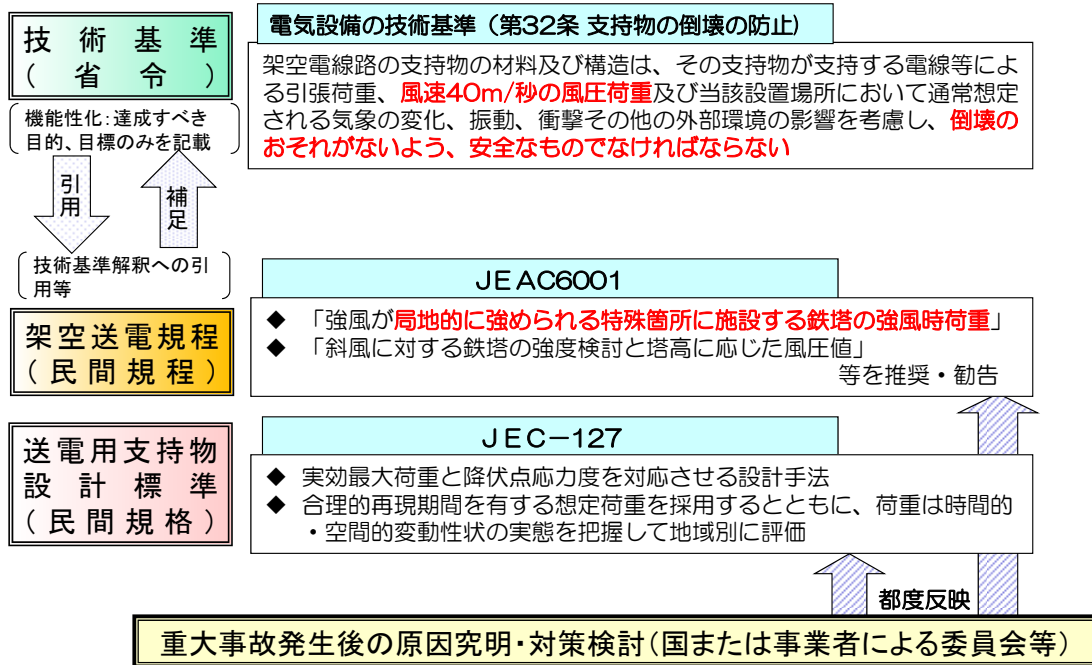 技術基準
(省令)
電気設備の技術基準（第32条 支持物の倒壊の防止）
架空電線路の支持物の材料及び構造は、その支持物が支持する電線等によ
る引張荷重、風速40m/秒の風圧荷重及び当該設置場所において通常想定
される気象の変化、振動、衝撃その他の外部環境の影響を考慮し、倒壊の
おそれがないよう、安全なものでなければならない
機能性化：達成すべき
目的、目標のみを記載
引用
補足
技術基準解釈への引
用等
架空送電規程
(民間規程)
JEAC6001
◆ 「強風が局地的に強められる特殊箇所に施設する鉄塔の強風時荷重」
◆ 「斜風に対する鉄塔の強度検討と塔高に応じた風圧値」
等を推奨・勧告
送電用支持物
設計標準
(民間規格)
JEC－127
◆ 実効最大荷重と降伏点応力度を対応させる設計手法
◆ 合理的再現期間を有する想定荷重を採用するとともに、荷重は時間的
・空間的変動性状の実態を把握して地域別に評価
都度反映
重大事故発生後の原因究明・対策検討（国または事業者による委員会等）